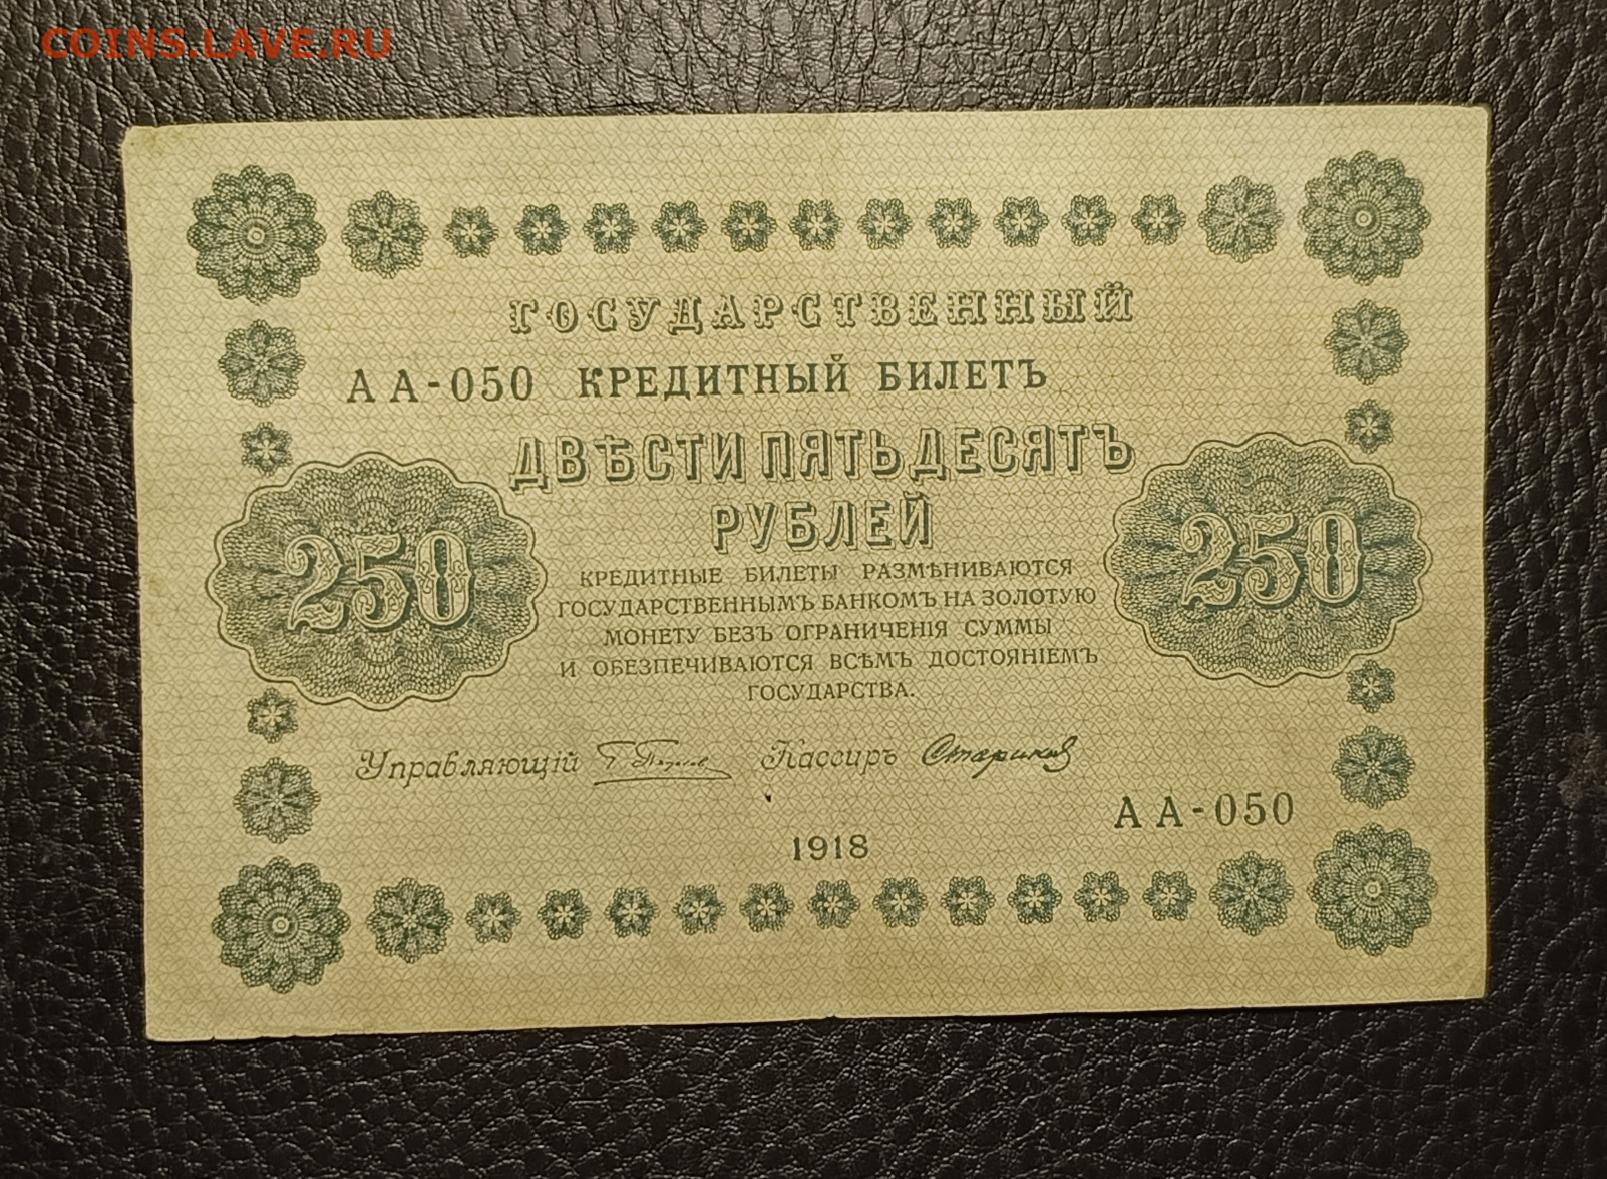 COINS.LAVE.RU
ГОСУДАРСТВЕННЫЙ
АА-050 КРЕДИТНЫЙ БИЛЕТЪ
ДВѢСТИ ПЯТЬДЕСЯТЪ
РУБЛЕЙ
250 250
КРЕДИТНЫЕ БИЛЕТЫ РАЗМѢНИВАЮТСЯ
ГОСУДАРСТВЕННЫМЪ БАНКОМЪ НА ЗОЛОТУЮ
МОНЕТУ БЕЗЪ ОГРАНИЧЕНІЯ СУММЫ
И ОБЕЗПЕЧИВАЮТСЯ ВСѢМЪ ДОСТОЯНІЕМЪ
ГОСУДАРСТВА.
Управляющій Кассиръ Стариков
АА-050
1918